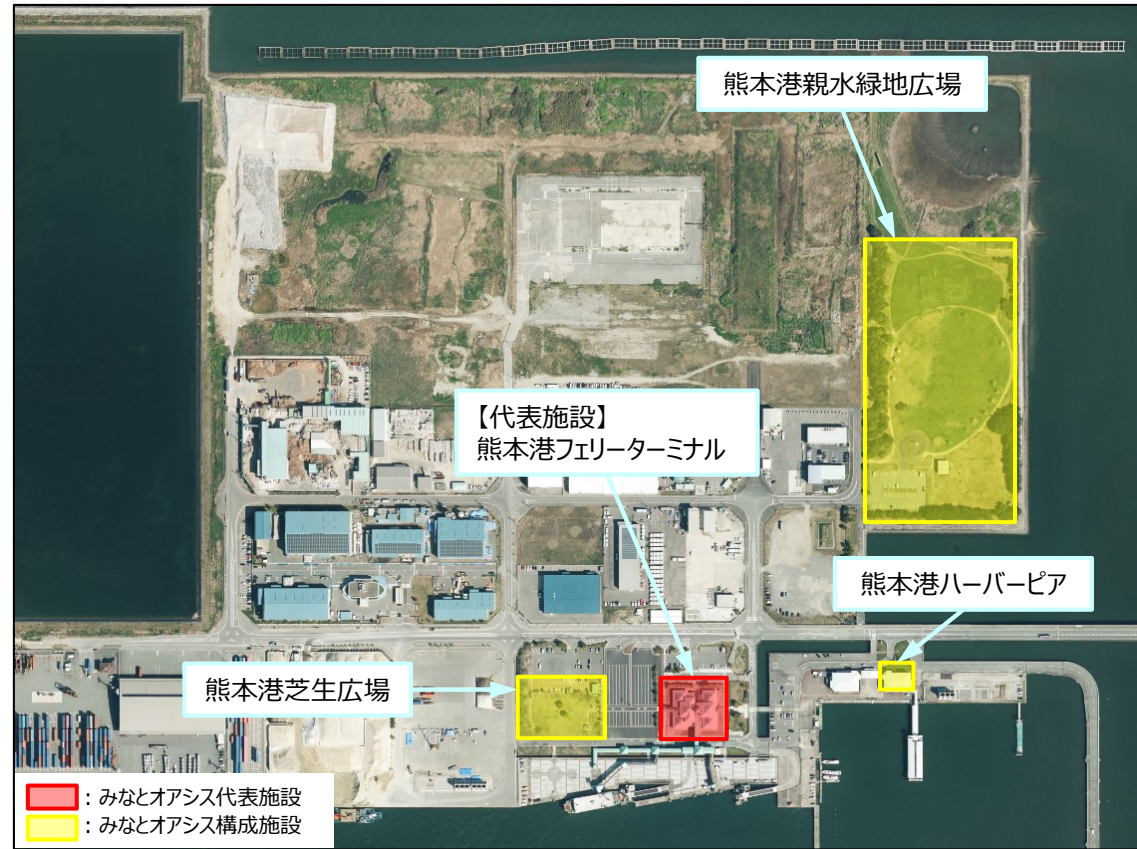 熊本港親水緑地広場
【代表施設】
熊本港フェリーターミナル
熊本港ハーバーピア
熊本港芝生広場
：みなとオアシス代表施設
：みなとオアシス構成施設